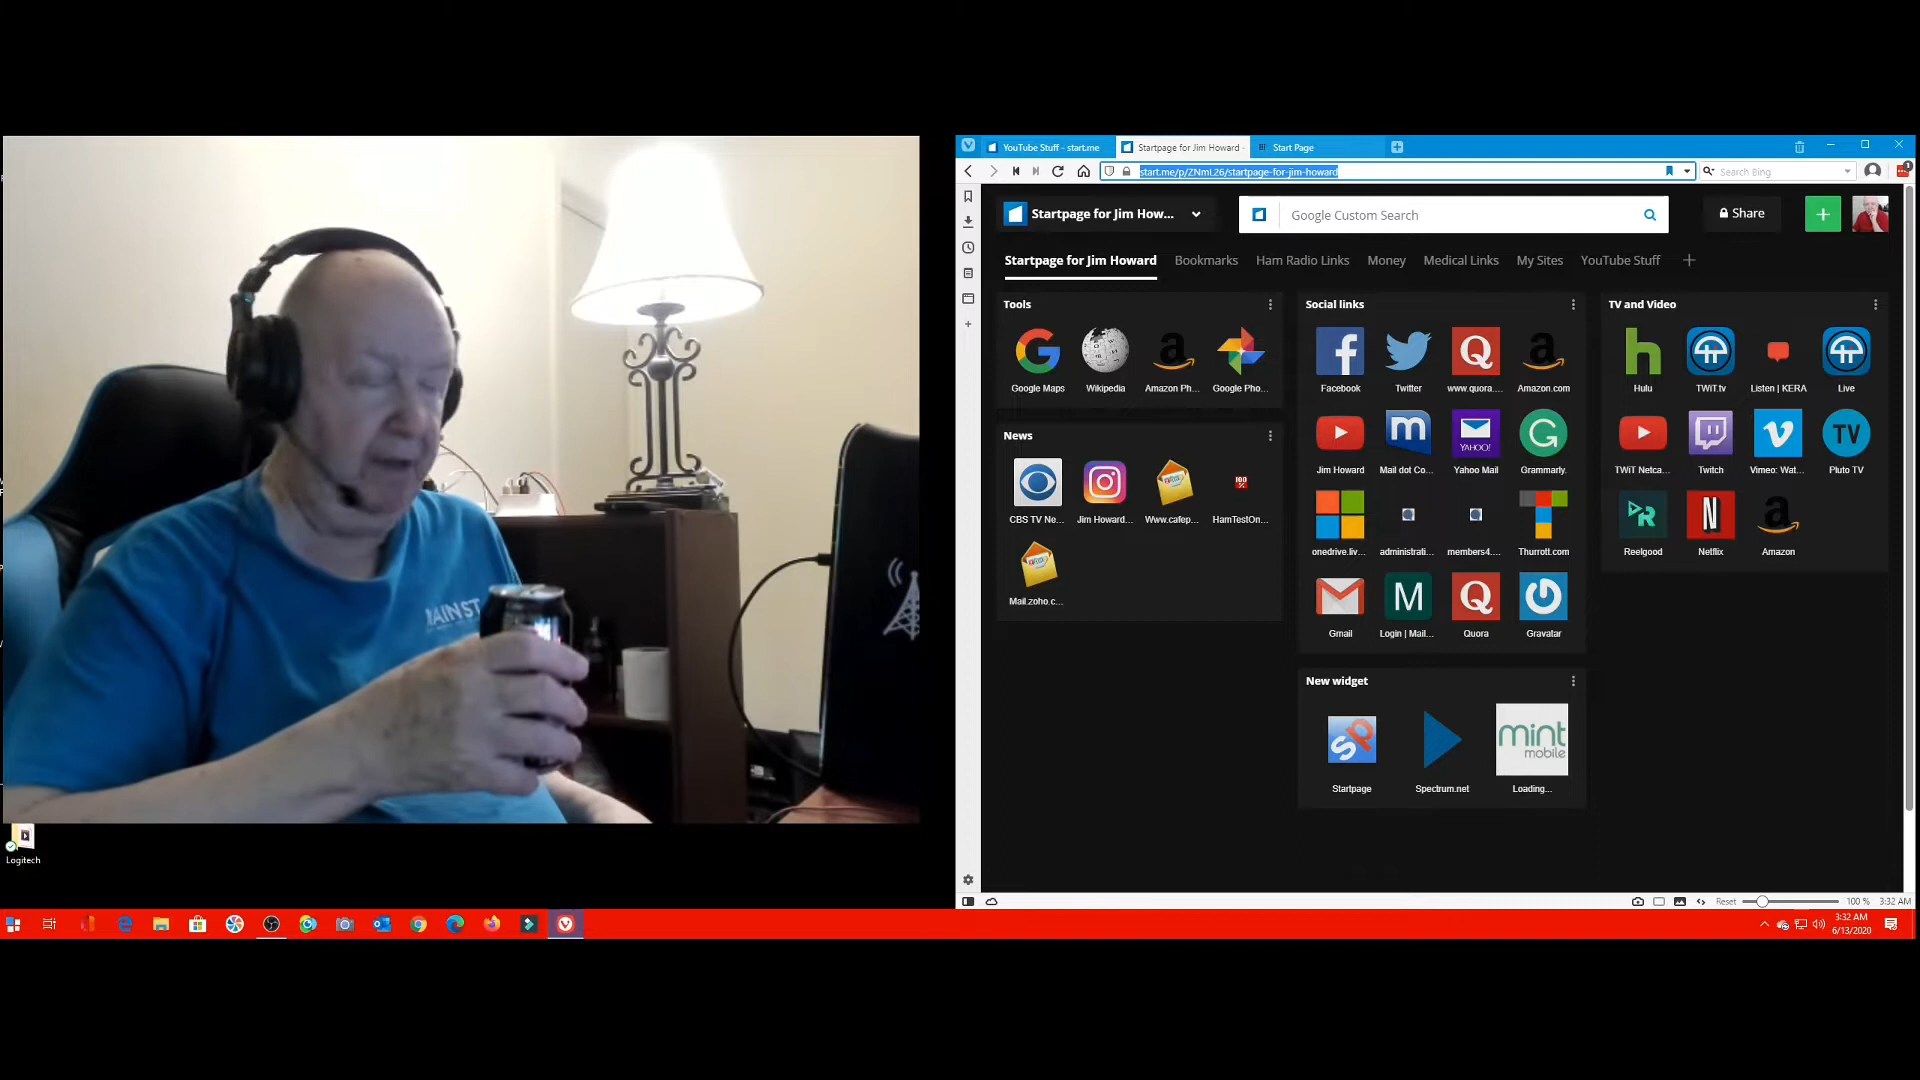 MAINST
Logitech
YouTube Stuff - start.me
Startpage for Jim Howard -
Start Page
start.me/p/ZNmL26/startpage-for-jim-howard
Search Bing
1
Startpage for Jim How...
Google Custom Search
Share
Startpage for Jim Howard
Bookmarks
Ham Radio Links
Money
Medical Links
My Sites
YouTube Stuff
Tools
Google Maps
Wikipedia
Amazon Ph...
Google Pho...
News
CBS TV Ne...
Jim Howard...
Www.cafep...
100
HamTestOn...
Mail.zoho.c...
Social links
Facebook
Twitter
www.quora....
Amazon.com
Jim Howard
Mail dot Co...
YAHOO!
Yahoo Mail
Grammarly.
onedrive.liv...
administrati...
members4....
Thurrott.com
Gmail
Login | Mail...
Quora
Gravatar
TV and Video
Hulu
TWiT.tv
Listen | KERA
Live
TWiT Netca...
Twitch
Vimeo: Wat...
TV
Pluto TV
Reelgood
Netflix
Amazon
New widget
sp
Startpage
Spectrum.net
mint
mobile
Loading...
Reset
100 %
3:32 AM
3:32 AM
6/13/2020